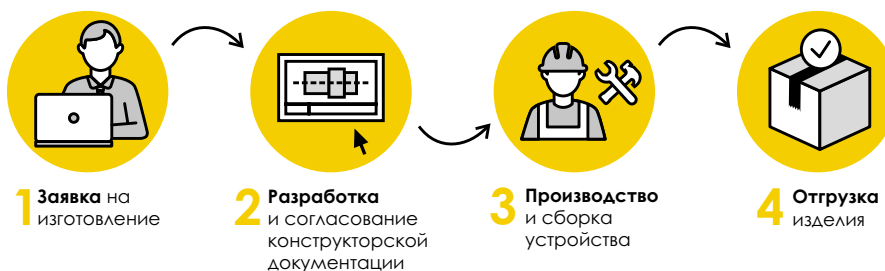 1 Заявка на
изготовление
2 Разработка
и согласование
конструкторской
документации
3 Производство
и сборка
устройства
4 Отгрузка
изделия